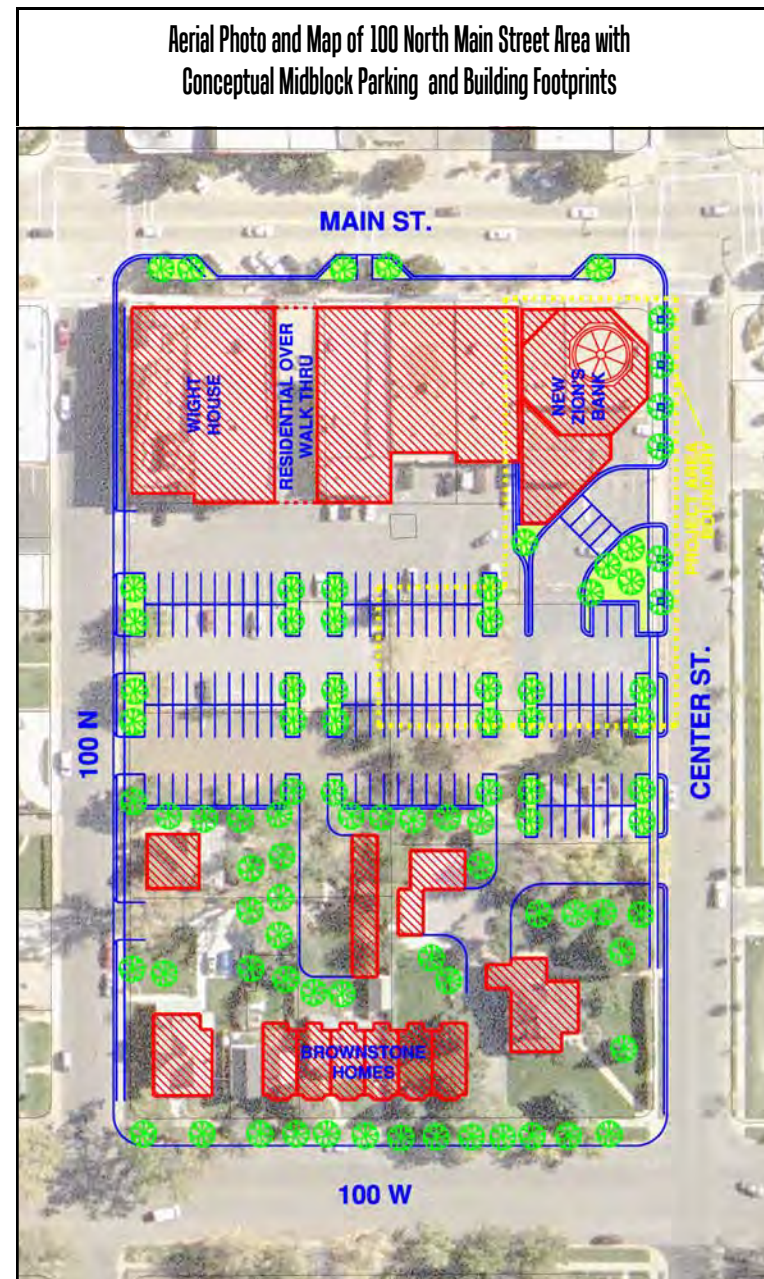 Aerial Photo and Map of 100 North Main Street Area with
Conceptual Midblock Parking and Building Footprints
MAIN ST.
WIGHT
HOUSE
RESIDENTIAL OVER
WALK THRU
NEW
ZION'S
BANK
PROJECT AREA
BOUNDARY
100 N
CENTER ST.
BROWNSTONE
HOMES
100 W